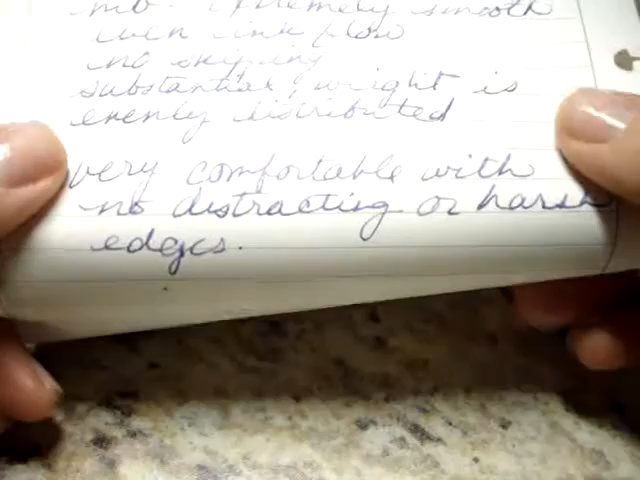 nib. Extremely smooth
even ink flow
no skipping
substantial, weight is
evenly distributed
very comfortable with
no distracting or harsh
edges.